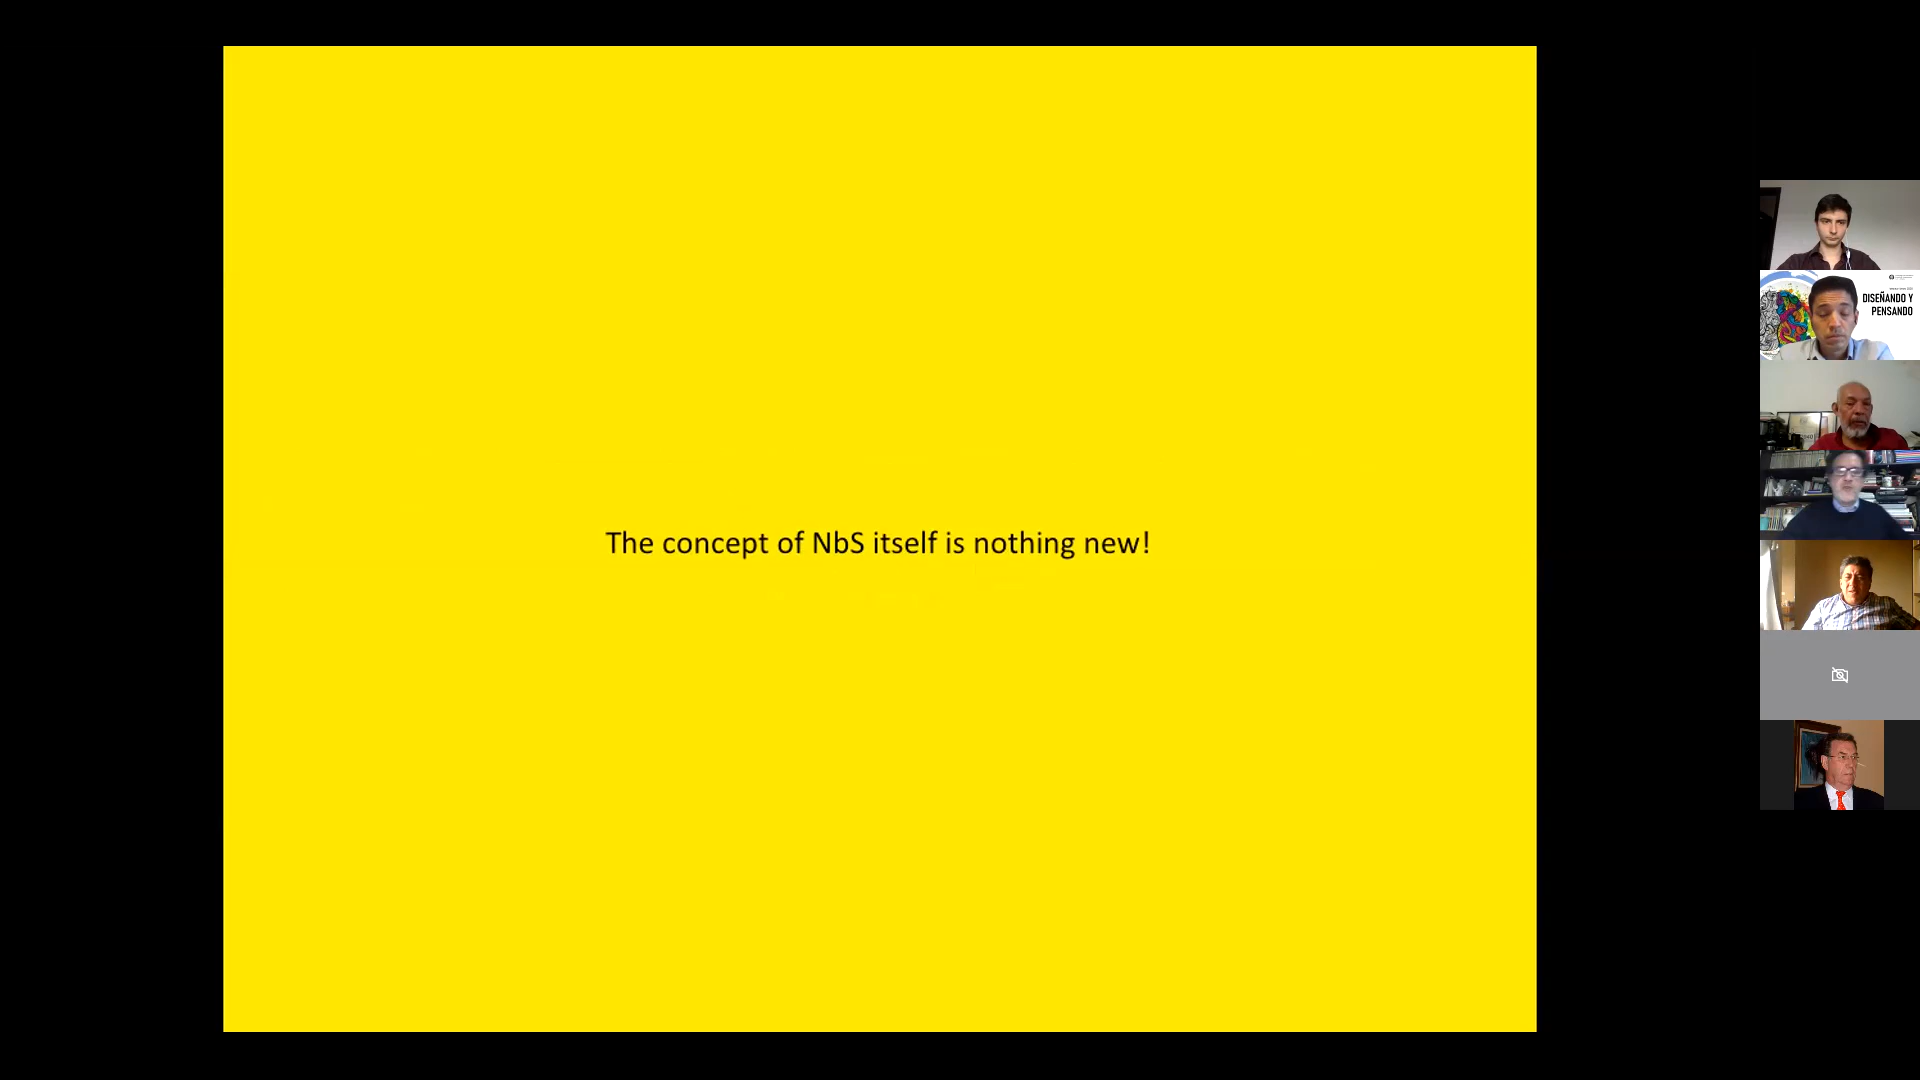 The concept of NbS itself is nothing new!
DISEÑANDO Y
PENSANDO